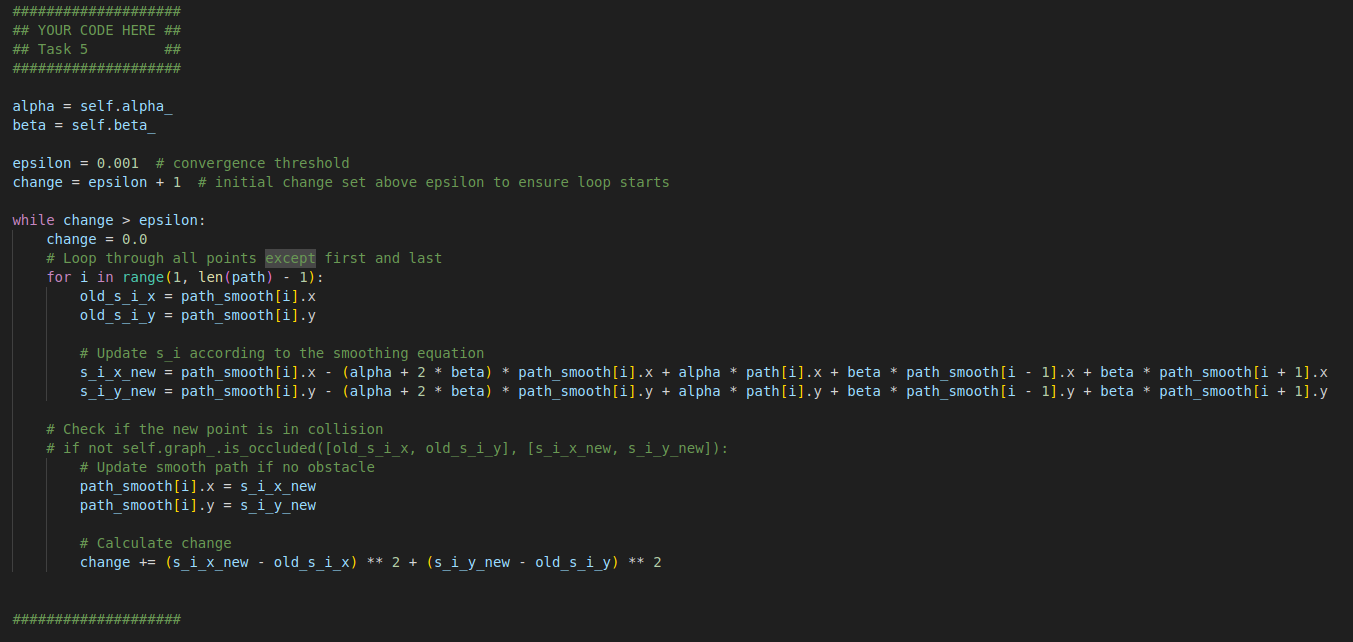 ####################
## YOUR CODE HERE ##
## Task 5         ##
####################
alpha = self.alpha_
beta = self.beta_
epsilon = 0.001  # convergence threshold
change = epsilon + 1  # initial change set above epsilon to ensure loop starts
while change > epsilon:
    change = 0.0
    # Loop through all points except first and last
    for i in range(1, len(path) - 1):
        old_s_i_x = path_smooth[i].x
        old_s_i_y = path_smooth[i].y
        # Update s_i according to the smoothing equation
        s_i_x_new = path_smooth[i].x - (alpha + 2 * beta) * path_smooth[i].x + alpha * path[i].x + beta * path_smooth[i - 1].x + beta * path_smooth[i + 1].x
        s_i_y_new = path_smooth[i].y - (alpha + 2 * beta) * path_smooth[i].y + alpha * path[i].y + beta * path_smooth[i - 1].y + beta * path_smooth[i + 1].y
    # Check if the new point is in collision
    # if not self.graph_.is_occluded([old_s_i_x, old_s_i_y], [s_i_x_new, s_i_y_new]):
        # Update smooth path if no obstacle
        path_smooth[i].x = s_i_x_new
        path_smooth[i].y = s_i_y_new
        # Calculate change
        change += (s_i_x_new - old_s_i_x) ** 2 + (s_i_y_new - old_s_i_y) ** 2
####################